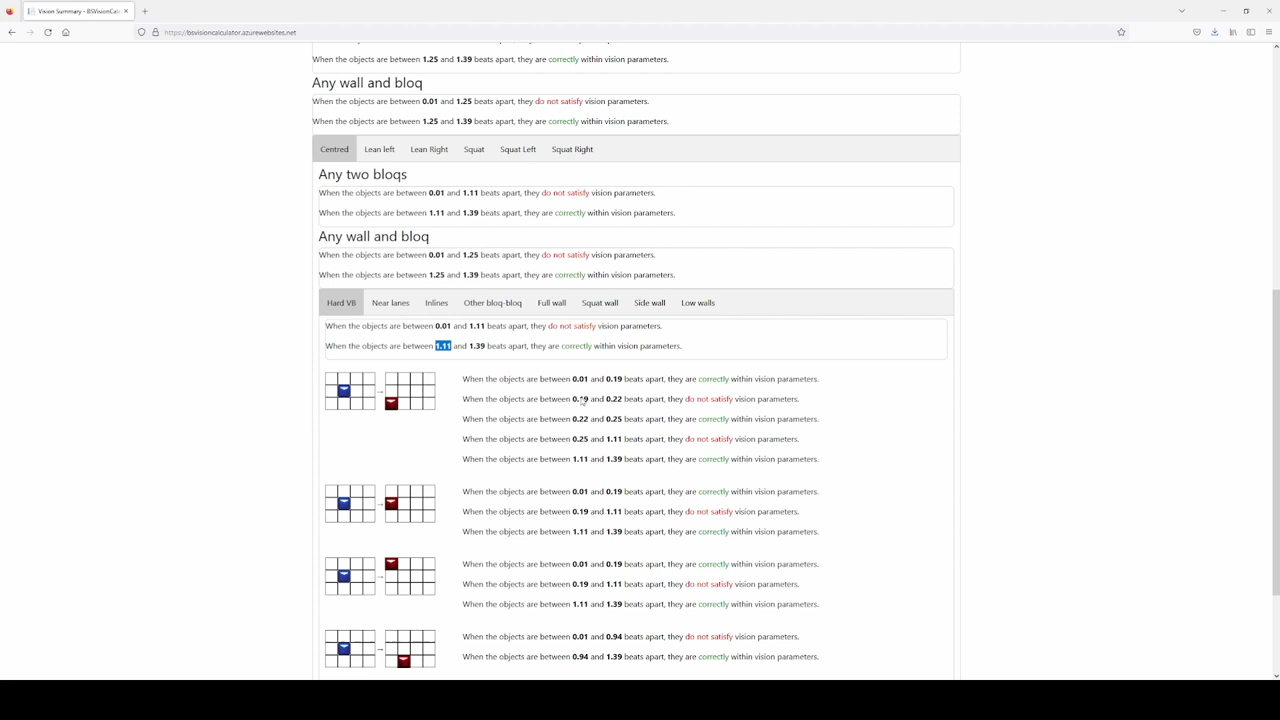 Vision Summary - BSVisionCalc
https://bsvisioncalculator.azurewebsites.net
When the objects are between 1.25 and 1.39 beats apart, they are correctly within vision parameters.
Any wall and bloq
When the objects are between 0.01 and 1.25 beats apart, they do not satisfy vision parameters.
When the objects are between 1.25 and 1.39 beats apart, they are correctly within vision parameters.
Centred Lean left Lean Right Squat Squat Left Squat Right
Any two bloqs
When the objects are between 0.01 and 1.11 beats apart, they do not satisfy vision parameters.
When the objects are between 1.11 and 1.39 beats apart, they are correctly within vision parameters.
Any wall and bloq
When the objects are between 0.01 and 1.25 beats apart, they do not satisfy vision parameters.
When the objects are between 1.25 and 1.39 beats apart, they are correctly within vision parameters.
Hard VB Near lanes Inlines Other bloq-bloq Full wall Squat wall Side wall Low walls
When the objects are between 0.01 and 1.11 beats apart, they do not satisfy vision parameters.
When the objects are between 1.11 and 1.39 beats apart, they are correctly within vision parameters.
When the objects are between 0.01 and 0.19 beats apart, they are correctly within vision parameters.
When the objects are between 0.19 and 0.22 beats apart, they do not satisfy vision parameters.
When the objects are between 0.22 and 0.25 beats apart, they are correctly within vision parameters.
When the objects are between 0.25 and 1.11 beats apart, they do not satisfy vision parameters.
When the objects are between 1.11 and 1.39 beats apart, they are correctly within vision parameters.
When the objects are between 0.01 and 0.19 beats apart, they are correctly within vision parameters.
When the objects are between 0.19 and 1.11 beats apart, they do not satisfy vision parameters.
When the objects are between 1.11 and 1.39 beats apart, they are correctly within vision parameters.
When the objects are between 0.01 and 0.19 beats apart, they are correctly within vision parameters.
When the objects are between 0.19 and 1.11 beats apart, they do not satisfy vision parameters.
When the objects are between 1.11 and 1.39 beats apart, they are correctly within vision parameters.
When the objects are between 0.01 and 0.94 beats apart, they do not satisfy vision parameters.
When the objects are between 0.94 and 1.39 beats apart, they are correctly within vision parameters.